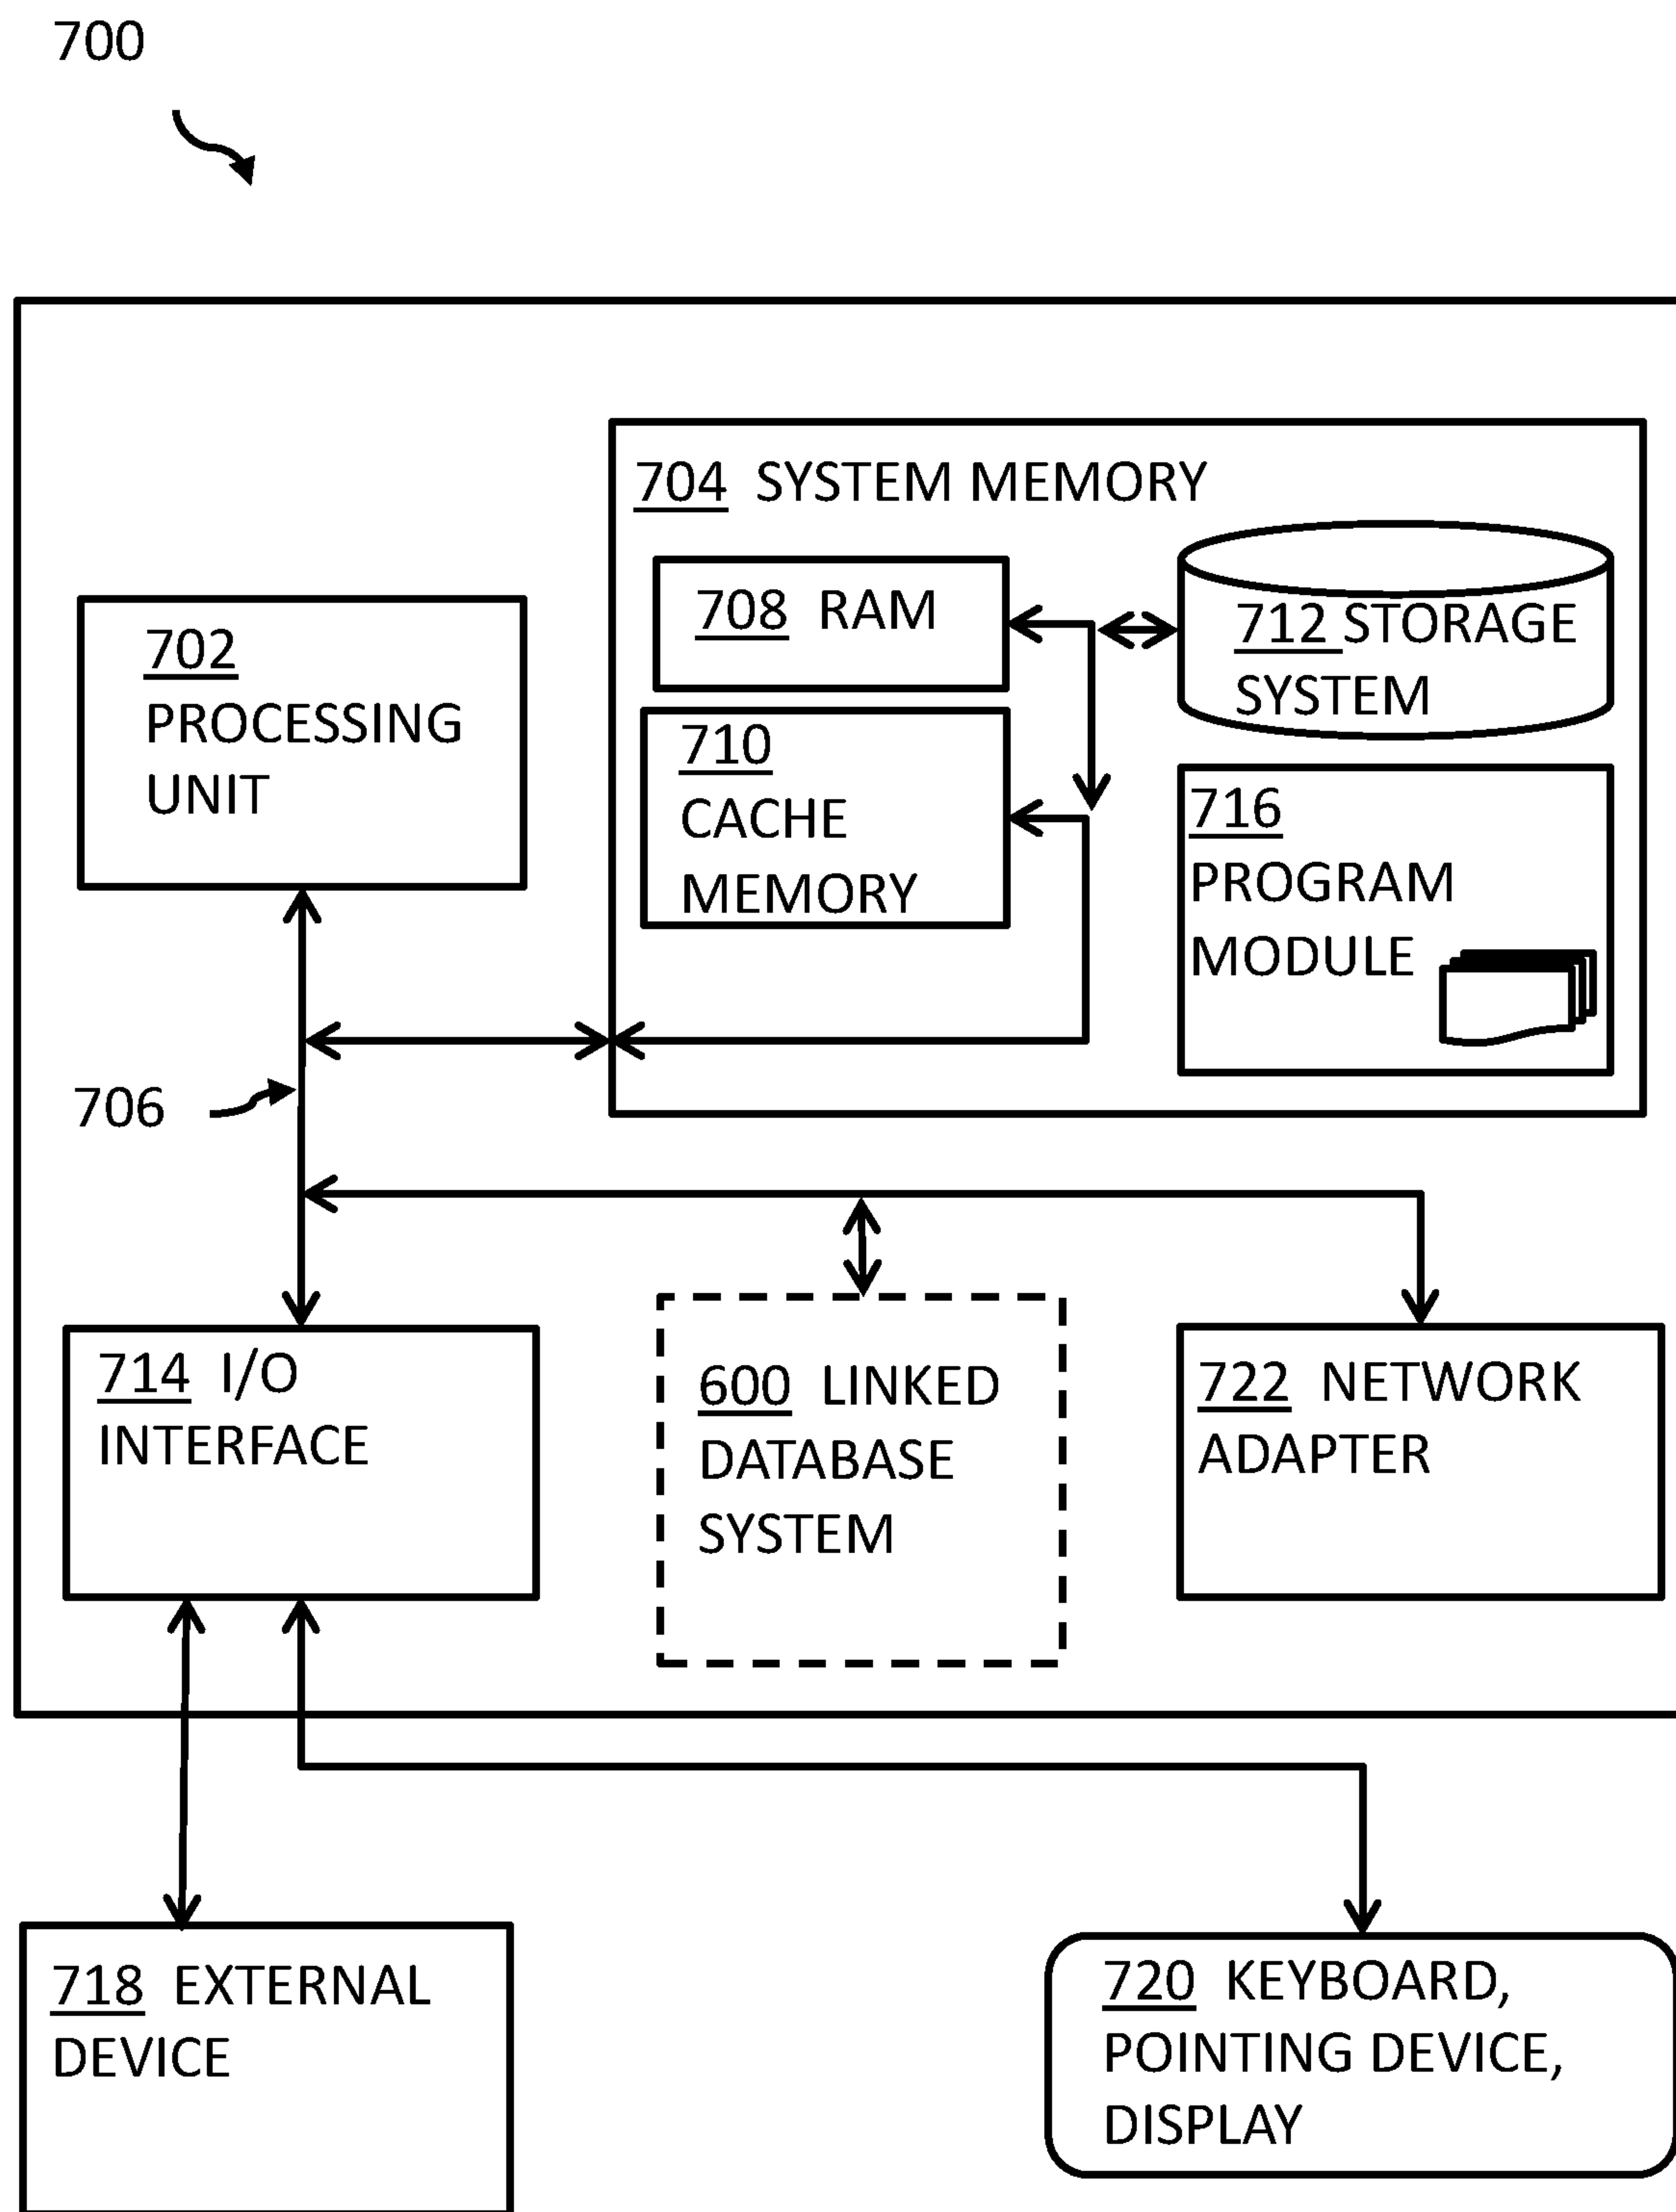 700
704 SYSTEM MEMORY
708 RAM
712 STORAGE
SYSTEM
702
PROCESSING
UNIT
710
CACHE
MEMORY
716
PROGRAM
MODULE
706
714 I/O
INTERFACE
600 LINKED
DATABASE
SYSTEM
722 NETWORK
ADAPTER
718 EXTERNAL
DEVICE
720 KEYBOARD,
POINTING DEVICE,
DISPLAY